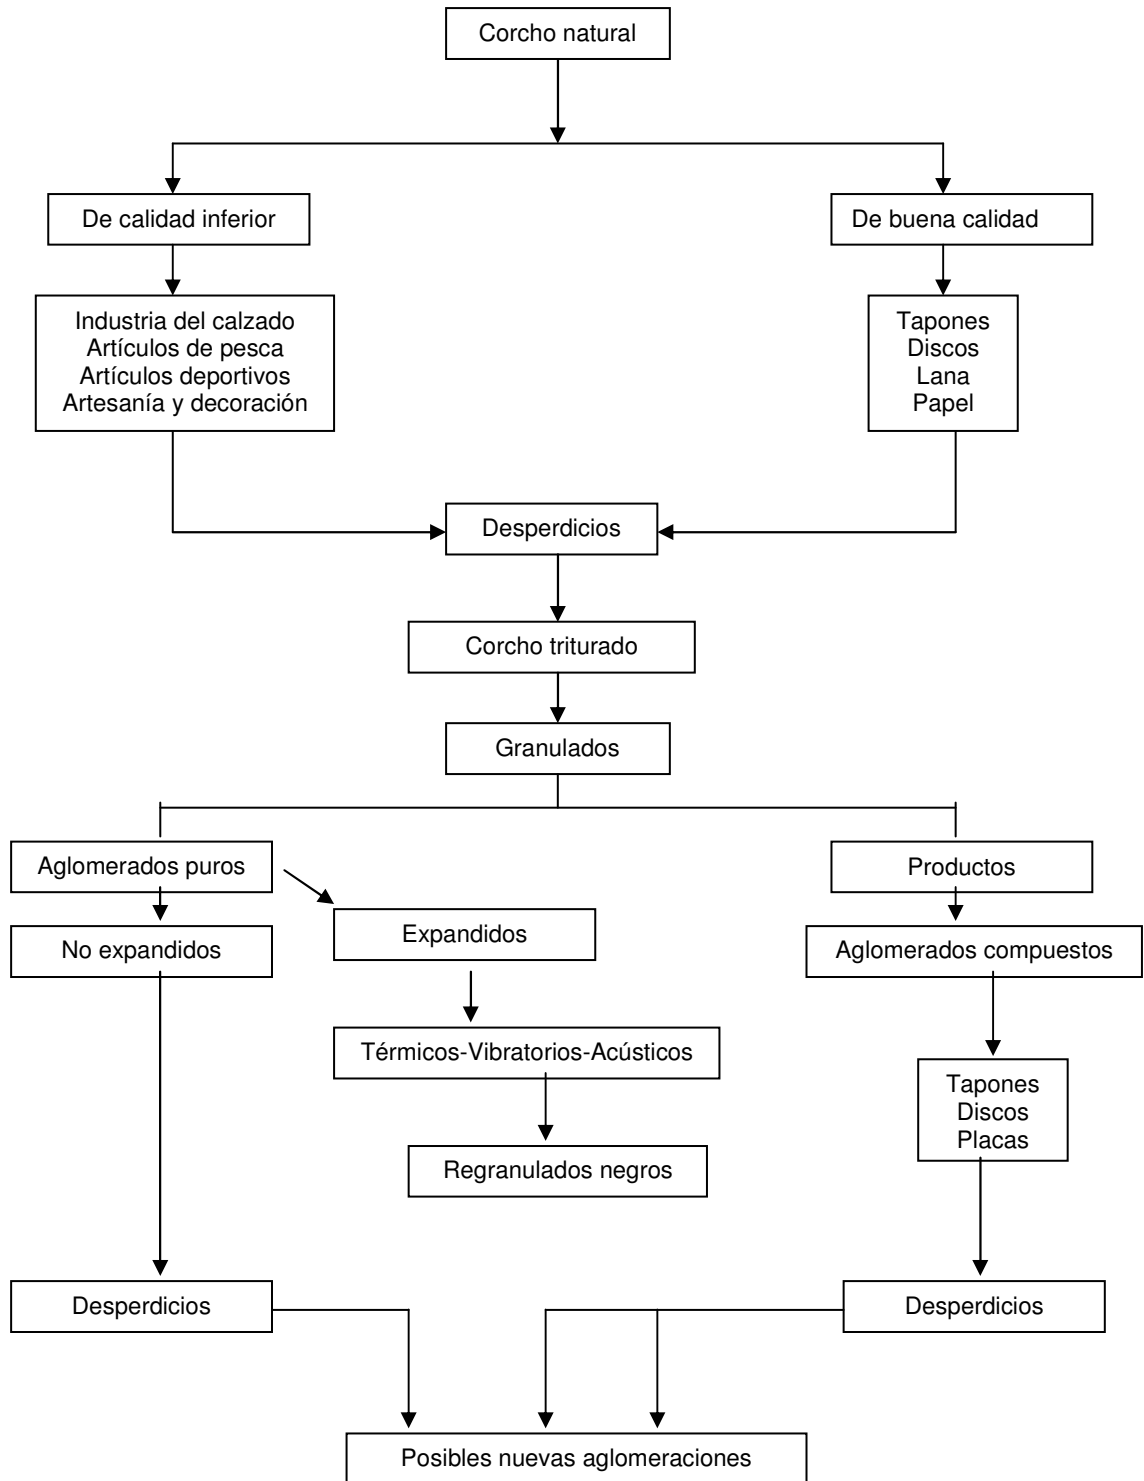 Corcho natural
De calidad inferior
De buena calidad
Industria del calzado
Artículos de pesca
Artículos deportivos
Artesanía y decoración
Tapones
Discos
Lana
Papel
Desperdicios
Corcho triturado
Granulados
Aglomerados puros
Productos
Expandidos
No expandidos
Aglomerados compuestos
Térmicos-Vibratorios-Acústicos
Tapones
Discos
Placas
Regranulados negros
Desperdicios
Desperdicios
Posibles nuevas aglomeraciones